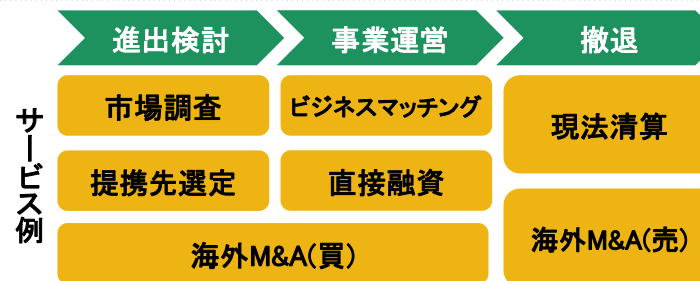 進出検討
事業運営
撤退
サービス例
市場調査
ビジネスマッチング
現法清算
提携先選定
直接融資
海外M&A(買)
海外M&A(売)